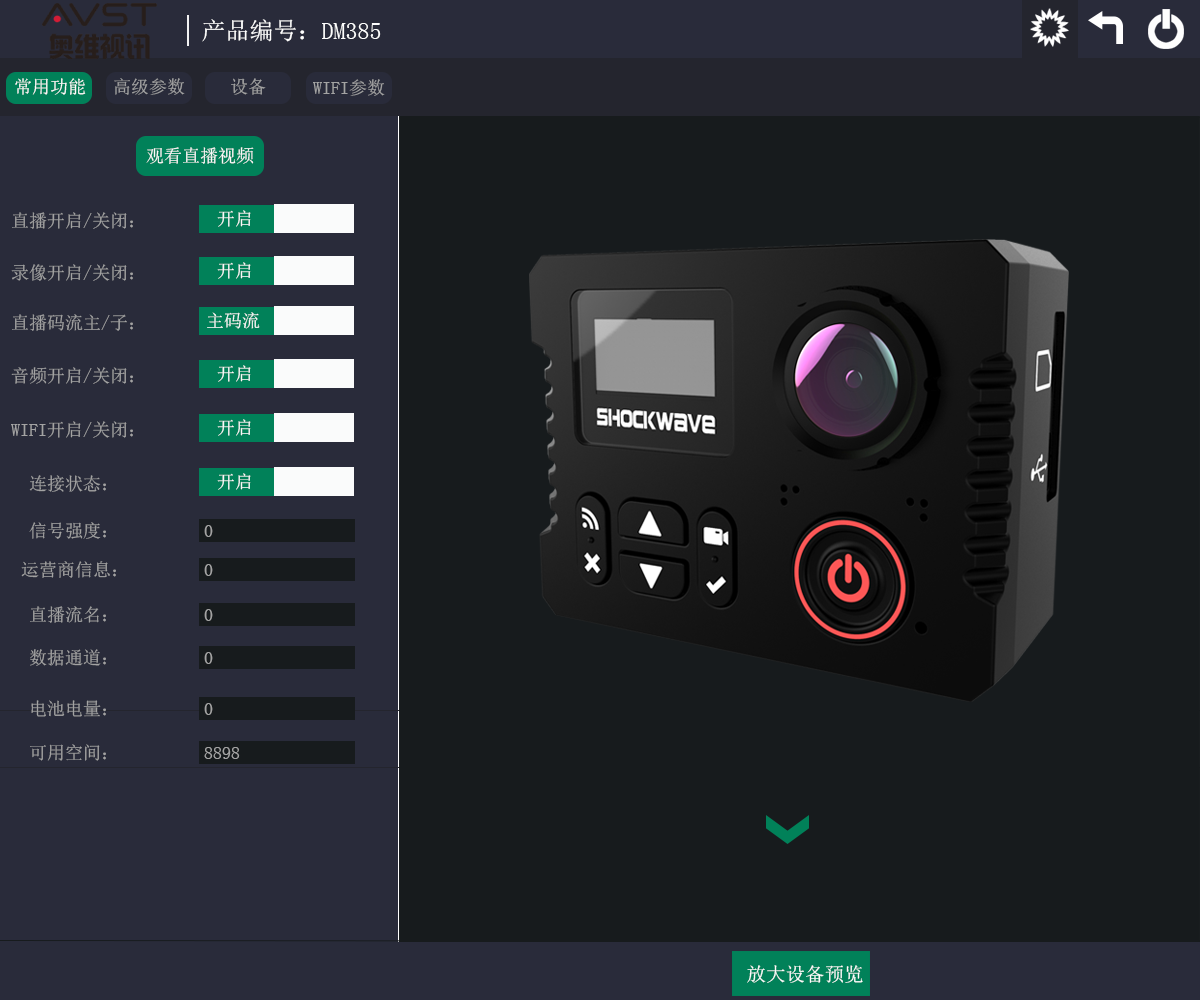 AVST
奥维视讯
产品编号：DM385
常用功能
高级参数
设备
WIFI参数
观看直播视频
直播开启/关闭：
开启
录像开启/关闭：
开启
直播码流主/子：
主码流
音频开启/关闭：
开启
WIFI开启/关闭：
开启
连接状态：
开启
信号强度：
0
运营商信息：
0
直播流名：
0
数据通道：
0
电池电量：
0
可用空间：
8898
SHOCKWAVE
放大设备预览